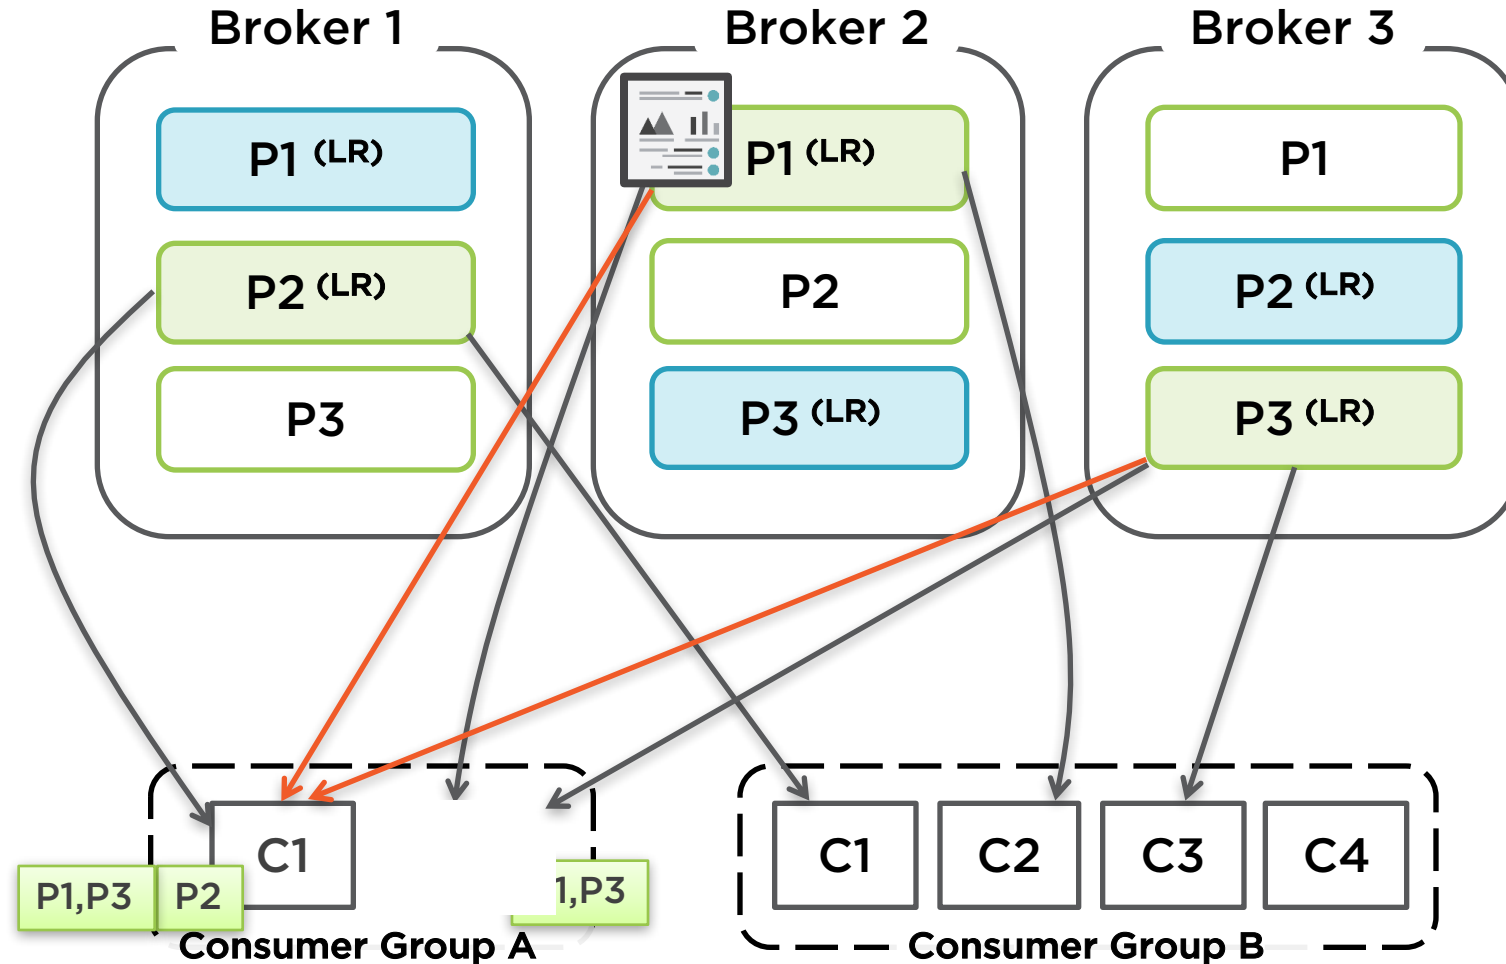 Broker 1
Broker 2
Broker 3
P1 (LR)
P1 (LR)
P1
P2 (LR)
P2
P2 (LR)
P3
P3 (LR)
P3 (LR)
C1
C1
C2
C3
C4
P1,P3
P2
1,P3
Consumer Group A
Consumer Group B